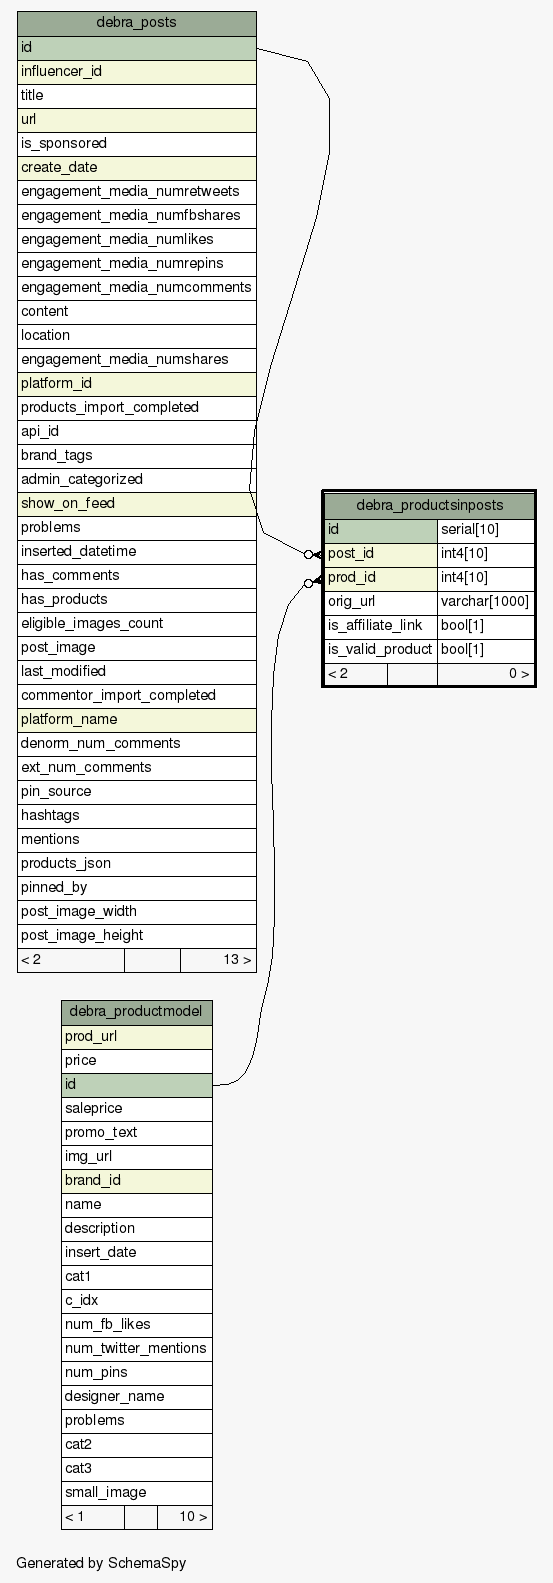 debra_posts
id
influencer_id
title
url
is_sponsored
create_date
engagement_media_numretweets
engagement_media_numfbshares
engagement_media_numlikes
engagement_media_numrepins
engagement_media_numcomments
content
location
engagement_media_numshares
platform_id
products_import_completed
api_id
brand_tags
admin_categorized
show_on_feed
problems
inserted_datetime
has_comments
has_products
eligible_images_count
post_image
last_modified
commentor_import_completed
platform_name
denorm_num_comments
ext_num_comments
pin_source
hashtags
mentions
products_json
pinned_by
post_image_width
post_image_height
< 2 13 >
debra_productsinposts
id serial[10]
post_id int4[10]
prod_id int4[10]
orig_url varchar[1000]
is_affiliate_link bool[1]
is_valid_product bool[1]
< 2 0 >
debra_productmodel
prod_url
price
id
saleprice
promo_text
img_url
brand_id
name
description
insert_date
cat1
c_idx
num_fb_likes
num_twitter_mentions
num_pins
designer_name
problems
cat2
cat3
small_image
< 1 10 >
Generated by SchemaSpy